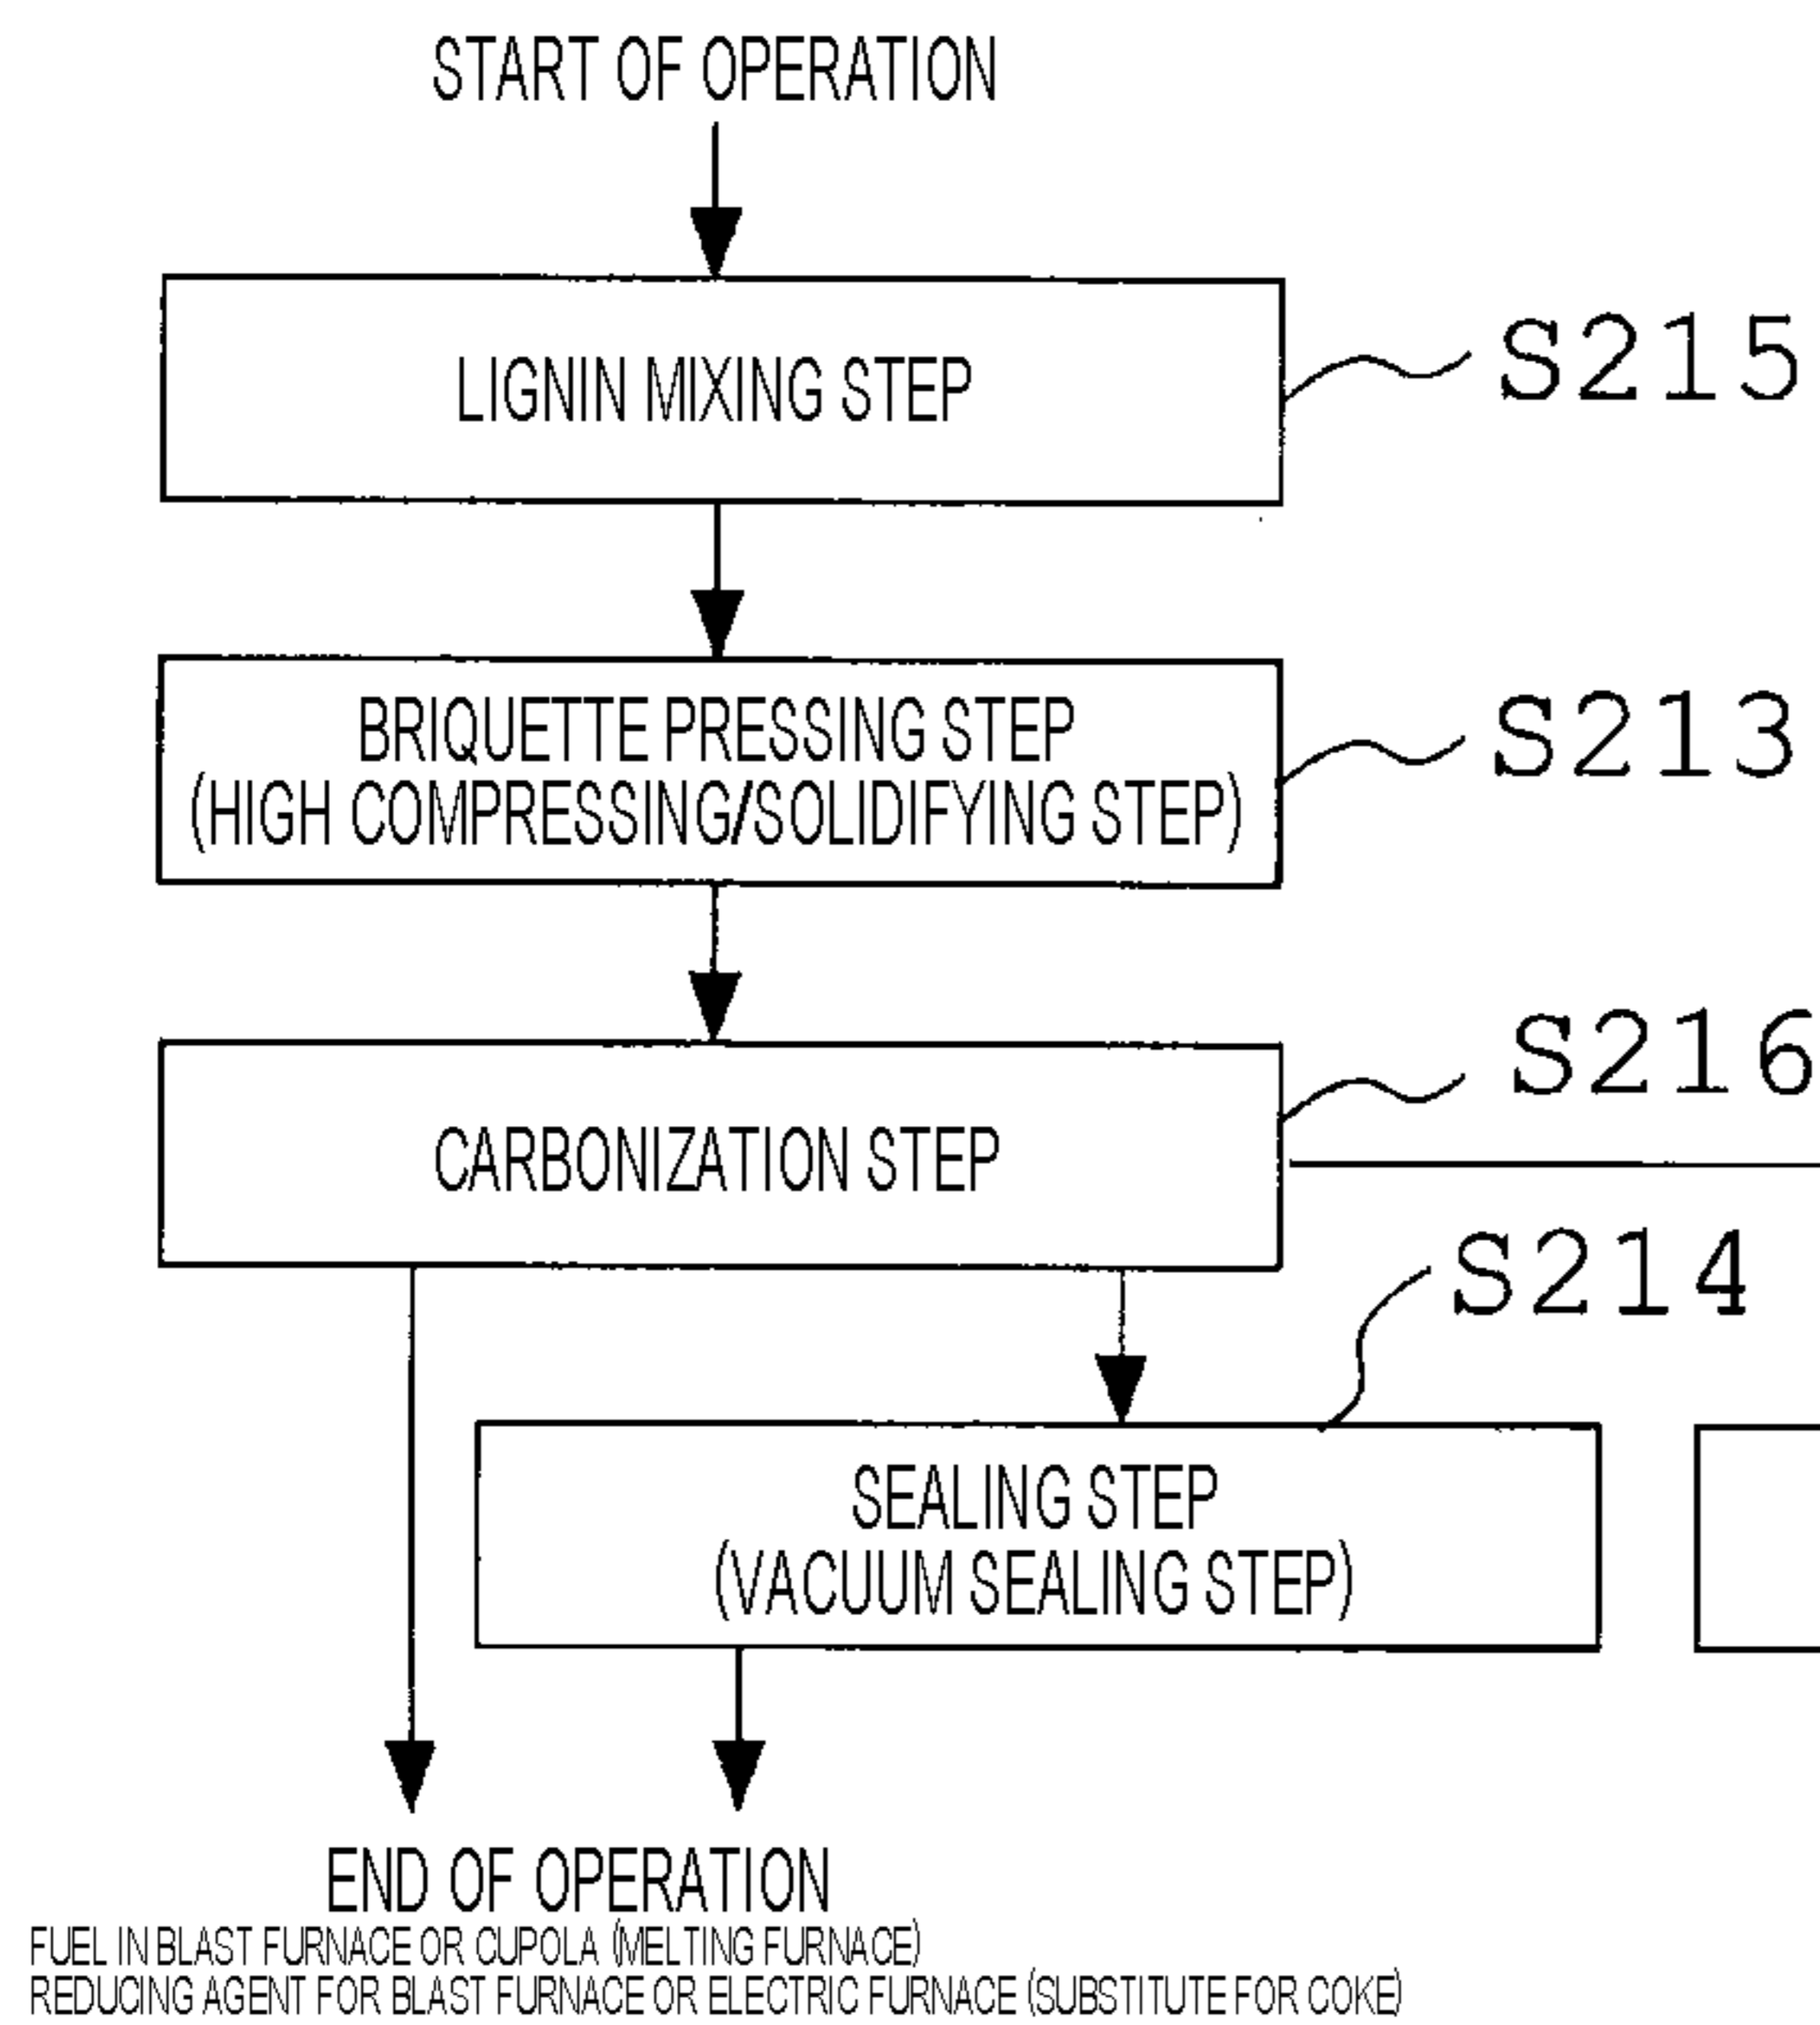 START OF OPERATION
LIGNIN MIXING STEP
S215
BRIQUETTE PRESSING STEP
(HIGH COMPRESSING/SOLIDIFYING STEP)
S213
S216
CARBONIZATION STEP
S214
SEALING STEP
(VACUUM SEALING STEP)
END OF OPERATION
FUEL IN BLAST FURNACE OR CUPOLA (MELTING FURNACE)
REDUCING AGENT FOR BLAST FURNACE OR ELECTRIC FURNACE (SUBSTITUTE FOR COKE)